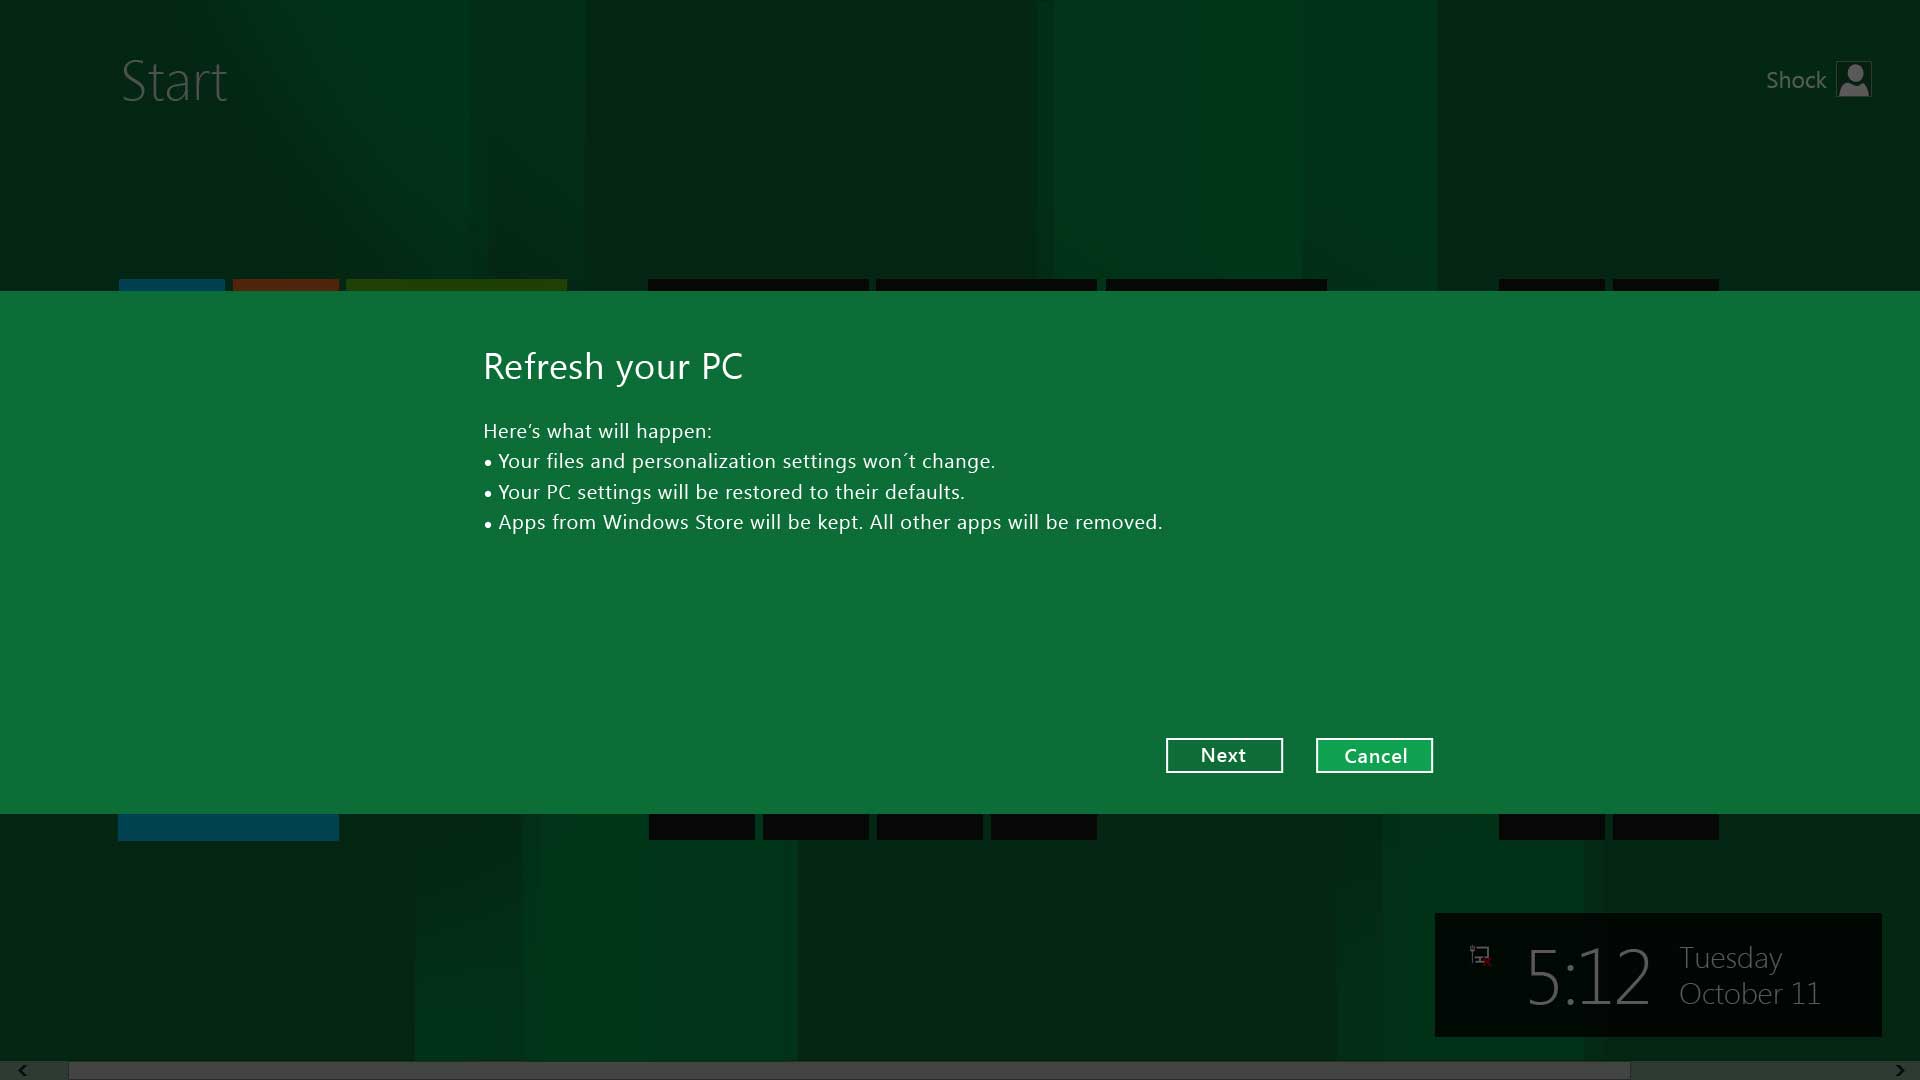 Start
Shock
Refresh your PC
Here's what will happen:
• Your files and personalization settings won´t change.
• Your PC settings will be restored to their defaults.
• Apps from Windows Store will be kept. All other apps will be removed.
Next
Cancel
5:12
Tuesday
October 11